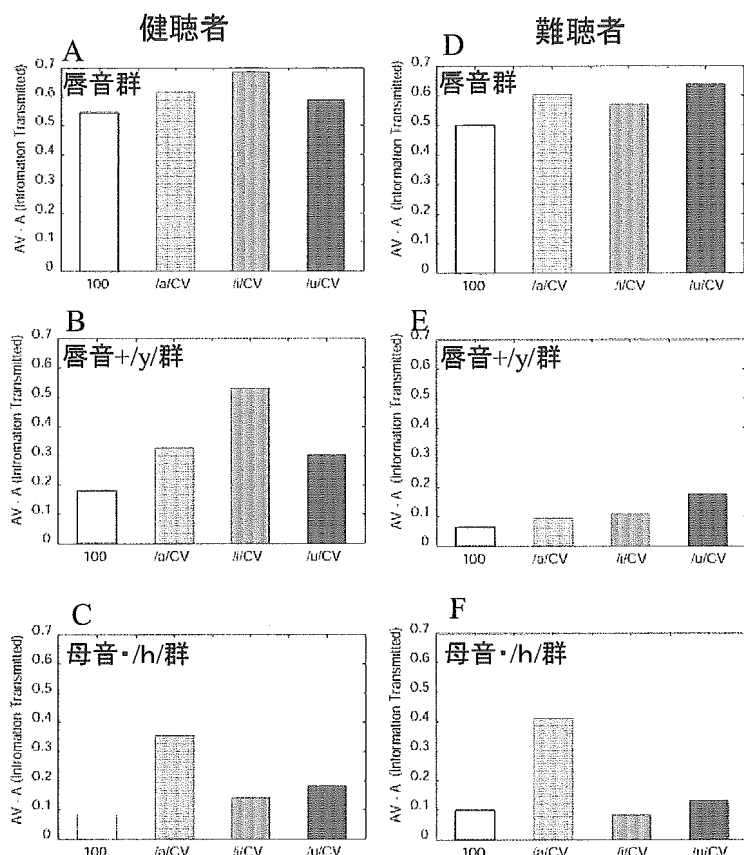 健聴者
難聴者
A
唇音群
AV - A (Intromation Transmitted)
0.7
0.6
0.5
0.4
0.3
0.2
0.1
0
100 /a/CV /i/CV /u/CV
D
唇音群
AV - A (Information Transmitted)
0.7
0.6
0.5
0.4
0.3
0.2
0.1
0
100 /a/CV /i/CV /u/CV
B
唇音+/y/群
AV - A (Intromation Transmitted)
0.7
0.6
0.5
0.4
0.3
0.2
0.1
0
100 /a/CV /i/CV /u/CV
E
唇音+/y/群
AV - A (Information Transmitted)
0.7
0.6
0.5
0.4
0.3
0.2
0.1
0
100 /a/CV /i/CV /u/CV
C
母音・/h/群
AV - A (Intromation Transmitted)
0.7
0.6
0.5
0.4
0.3
0.2
0.1
0
100 /a/CV /i/CV /u/CV
F
母音・/h/群
AV - A (Information Transmitted)
0.7
0.6
0.5
0.4
0.3
0.2
0.1
0
100 /a/CV /i/CV /u/CV